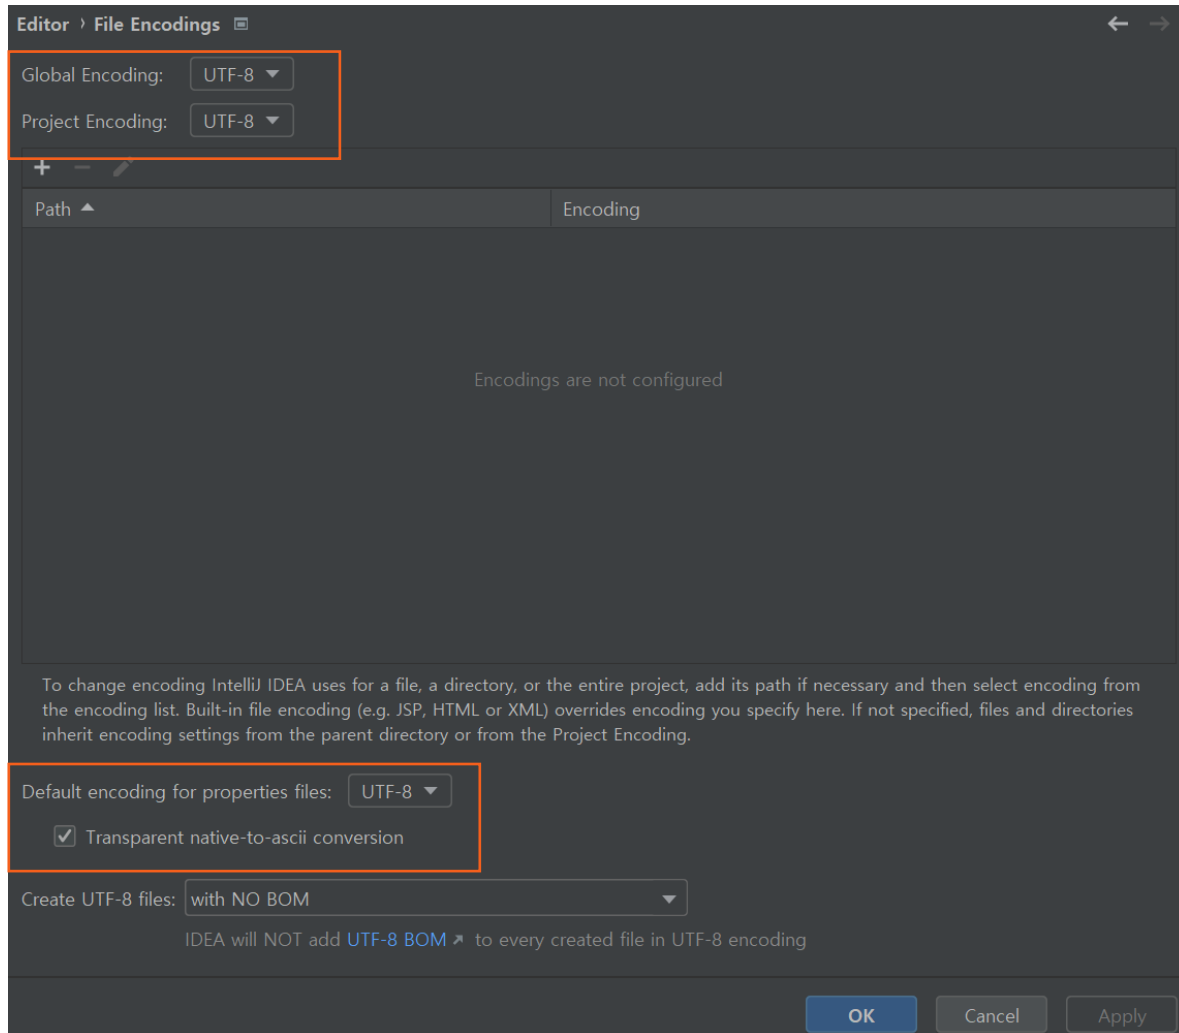 Editor › File Encodings
Global Encoding: UTF-8
Project Encoding: UTF-8
Path Encoding
Encodings are not configured
To change encoding IntelliJ IDEA uses for a file, a directory, or the entire project, add its path if necessary and then select encoding from
the encoding list. Built-in file encoding (e.g. JSP, HTML or XML) overrides encoding you specify here. If not specified, files and directories
inherit encoding settings from the parent directory or from the Project Encoding.
Default encoding for properties files: UTF-8
Transparent native-to-ascii conversion
Create UTF-8 files: with NO BOM
IDEA will NOT add UTF-8 BOM ↗ to every created file in UTF-8 encoding
OK Cancel Apply